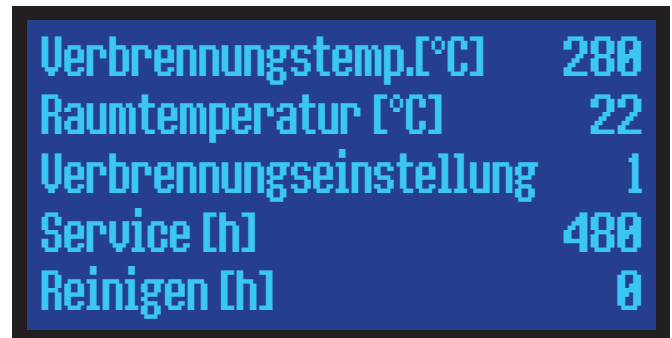 Verbrennungstemp.[°C] 280
Raumtemperatur [°C] 22
Verbrennungseinstellung 1
Service [h] 480
Reinigen [h] 0